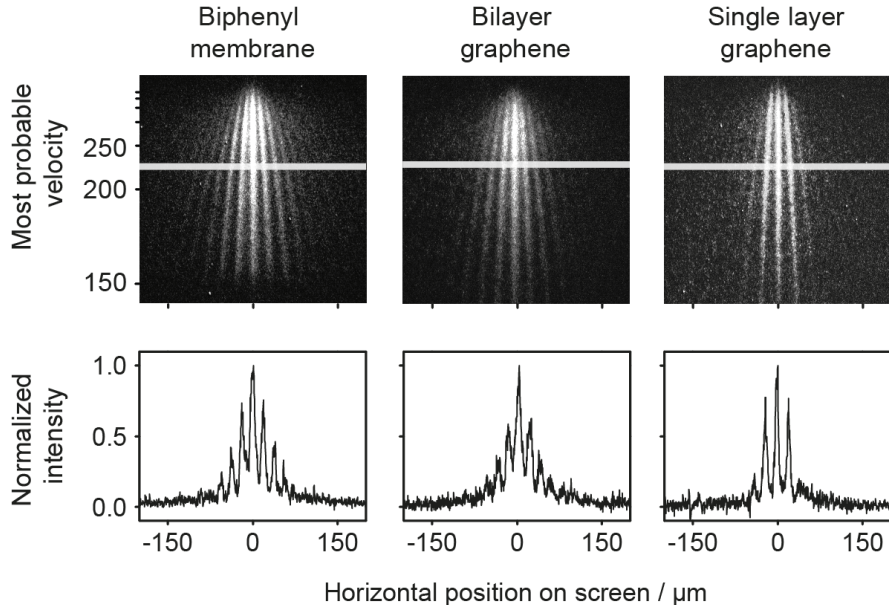 Biphenyl
membrane
Bilayer
graphene
Single layer
graphene
Most probable
velocity
250
200
150
Normalized
intensity
1.0
0.5
0.0
-150 0 150
-150 0 150
-150 0 150
Horizontal position on screen / µm